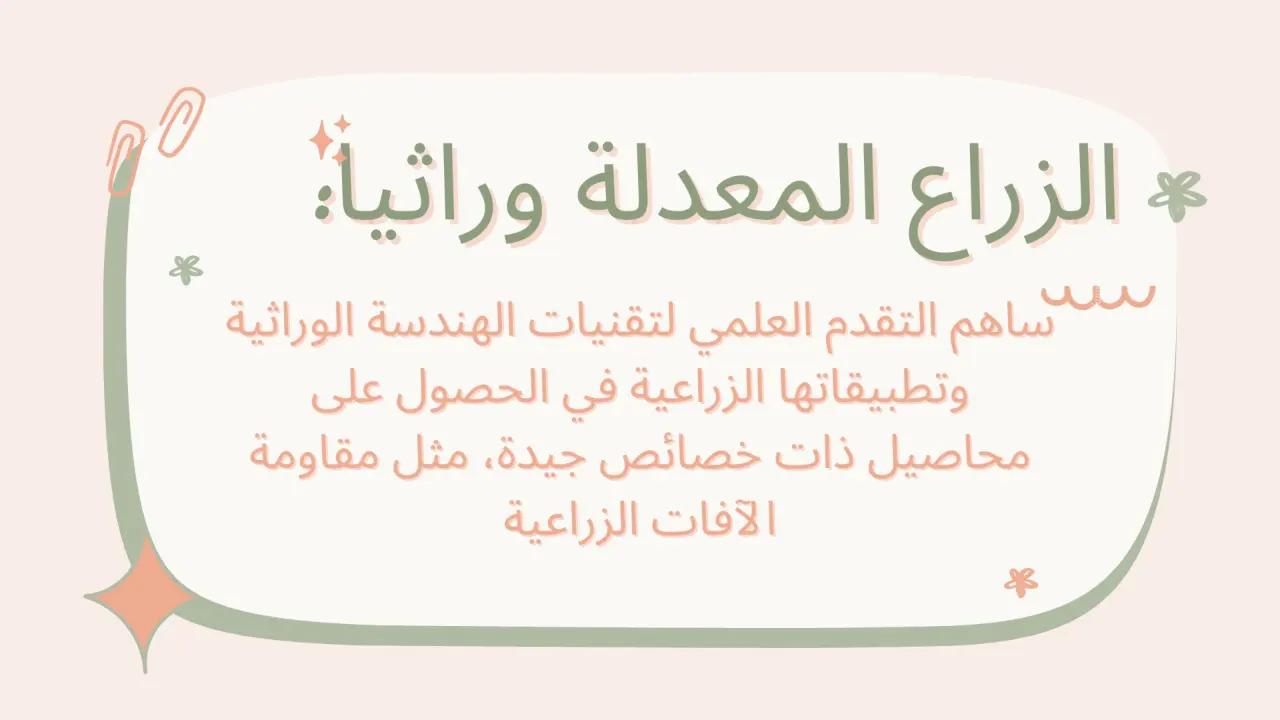 الزراع المعدلة وراثيا:
ساهم التقدم العلمي لتقنيات الهندسة الوراثية
وتطبيقاتها الزراعية في الحصول على
محاصيل ذات خصائص جيدة، مثل مقاومة
الآفات الزراعية